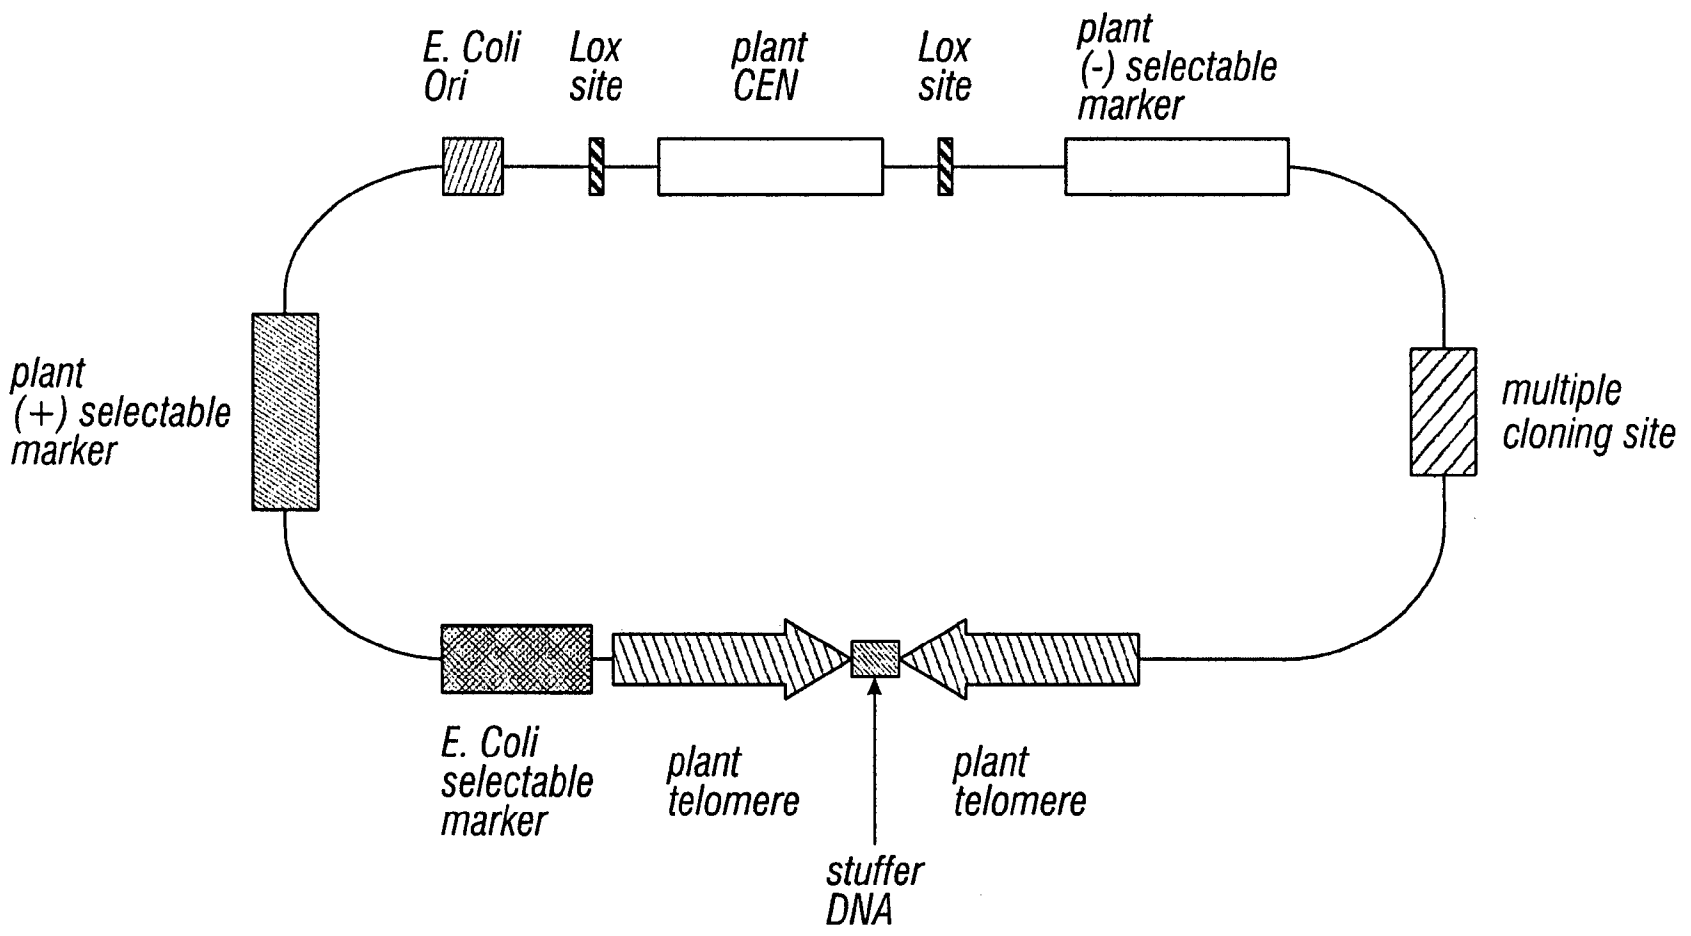 E. Coli
Ori
Lox
site
plant
CEN
Lox
site
plant
(-) selectable
marker
plant
(+) selectable
marker
multiple
cloning site
E. Coli
selectable
marker
plant
telomere
plant
telomere
stuffer
DNA